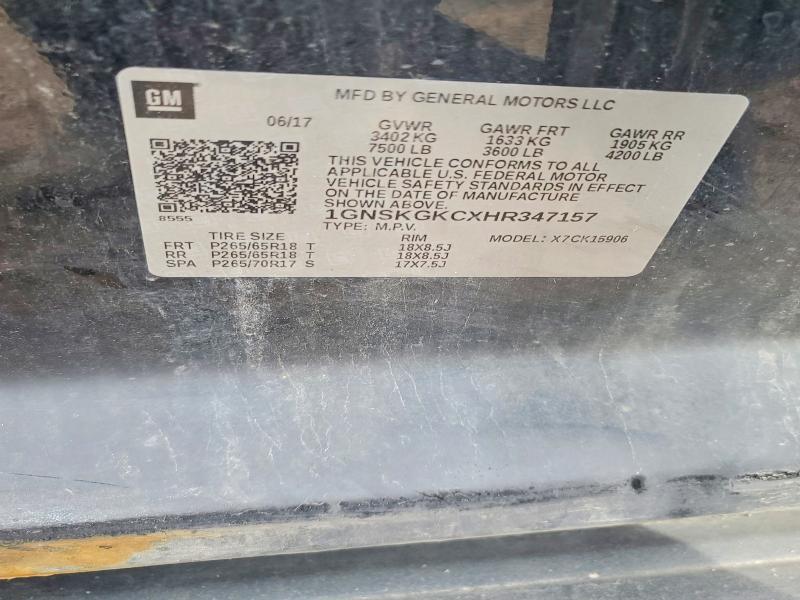 GM
MFD BY GENERAL MOTORS LLC
06/17
GVWR GAWR FRT GAWR RR
3402 KG 1633 KG 1905 KG
7500 LB 3600 LB 4200 LB
THIS VEHICLE CONFORMS TO ALL
APPLICABLE U.S. FEDERAL MOTOR
VEHICLE SAFETY STANDARDS IN EFFECT
ON THE DATE OF MANUFACTURE
SHOWN ABOVE.
8555
1GNSKGKCXHR347157
TYPE: M.P.V. MODEL: X7CK15906
TIRE SIZE RIM
FRT P265/65R18 T 18X8.5J
RR P265/65R18 T 18X8.5J
SPA P265/70R17 S 17X7.5J